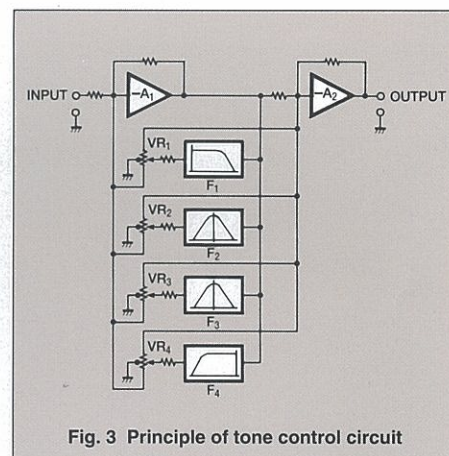 INPUT
–A₁
–A₂
OUTPUT
VR₁
F₁
VR₂
F₂
VR₃
F₃
VR₄
F₄
Fig. 3 Principle of tone control circuit